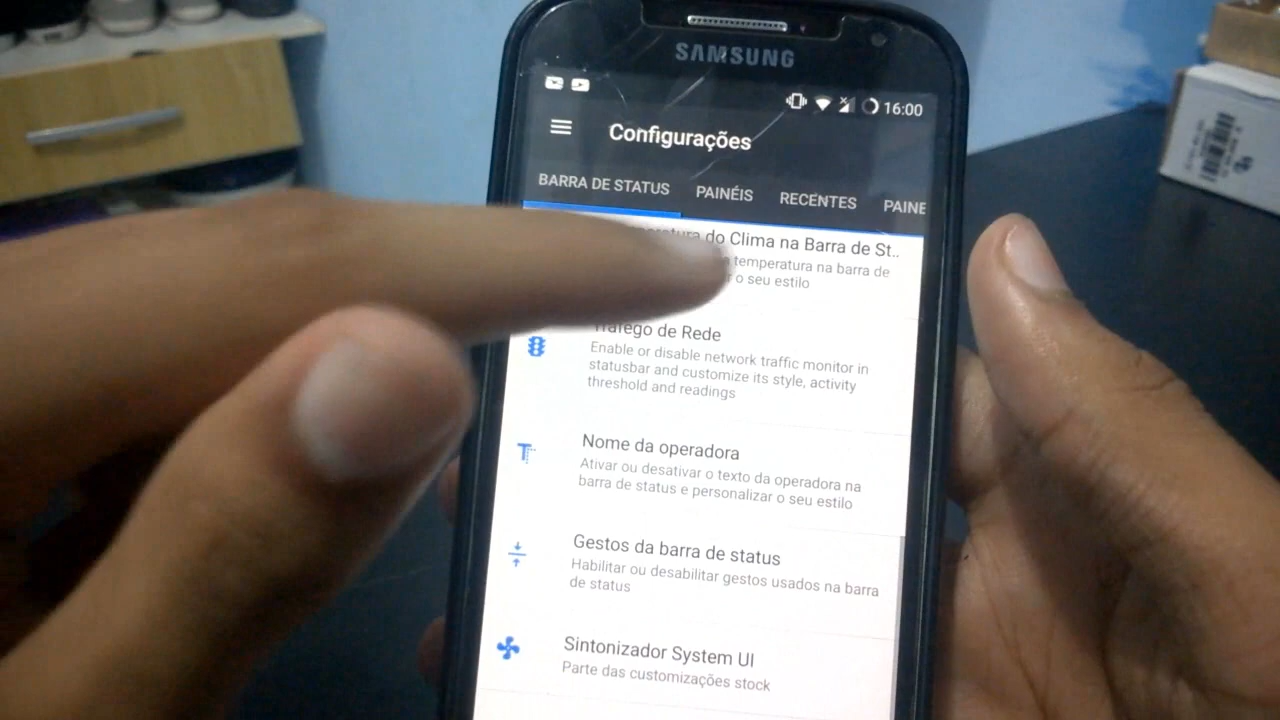 SAMSUNG
16:00
Configurações
BARRA DE STATUS PAINÉIS RECENTES PAINE
do Clima na Barra de St..
temperatura na barra de
o seu estilo
Tráfego de Rede
Enable or disable network traffic monitor in
statusbar and customize its style, activity
threshold and readings
Nome da operadora
Ativar ou desativar o texto da operadora na
barra de status e personalizar o seu estilo
Gestos da barra de status
Habilitar ou desabilitar gestos usados na barra
de status
Sintonizador System UI
Parte das customizações stock